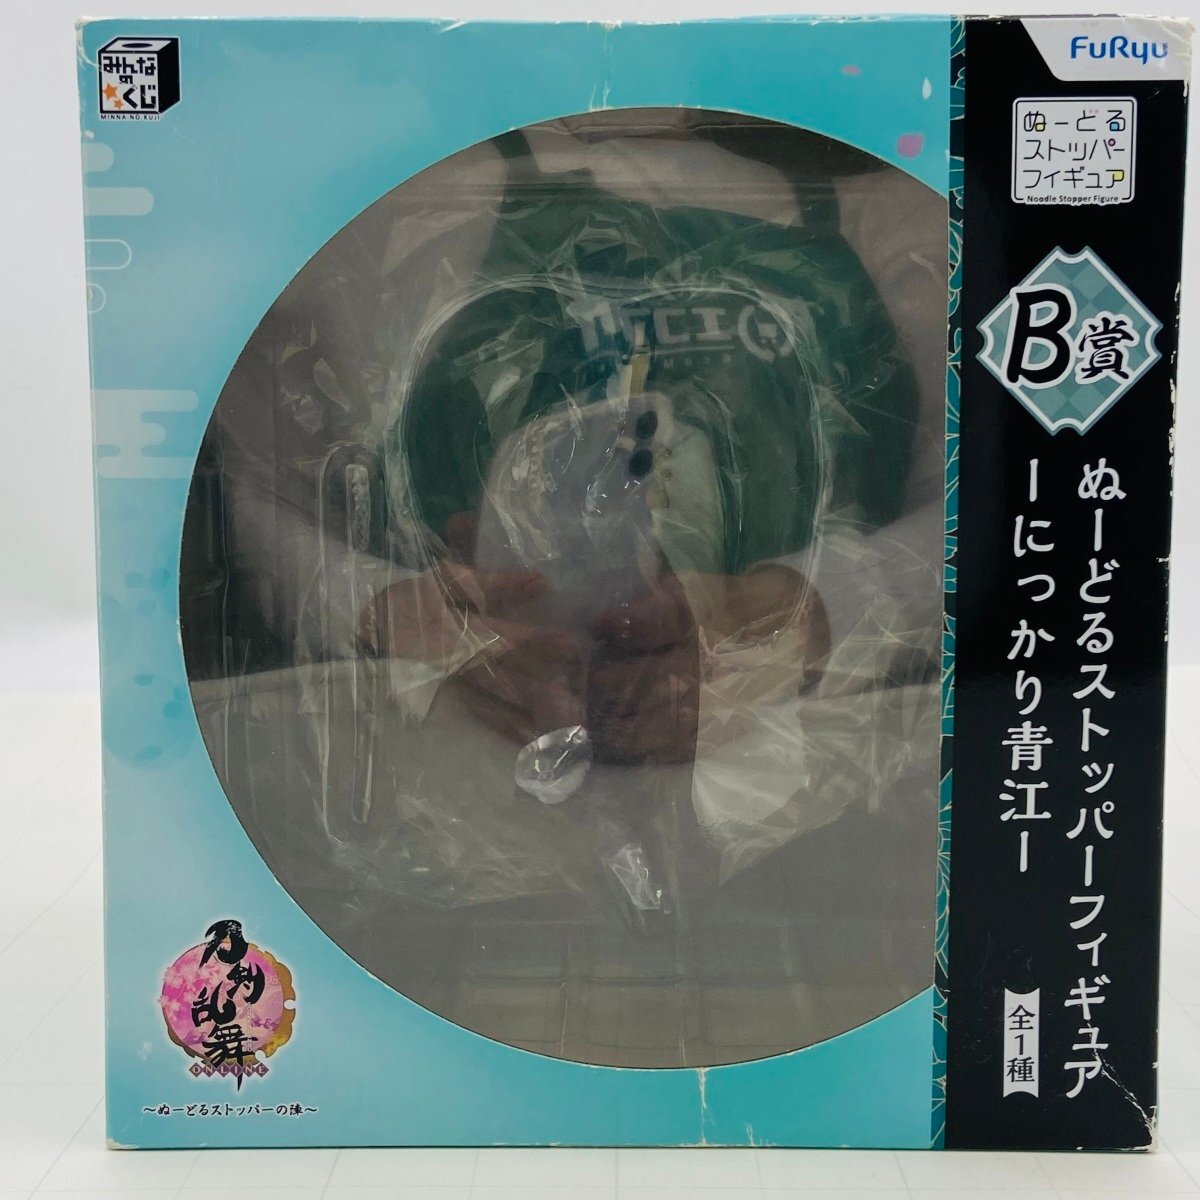 みんなの
くじ
MINNA NO KUJI
FuRyu
ぬーどる
ストッパー
フィギュア
Noodle Stopper Figure
B賞
ぬーどるストッパーフィギュア
ーにっかり青江ー
全1種
刀剣乱舞
ONLINE
～ぬーどるストッパーの陣～